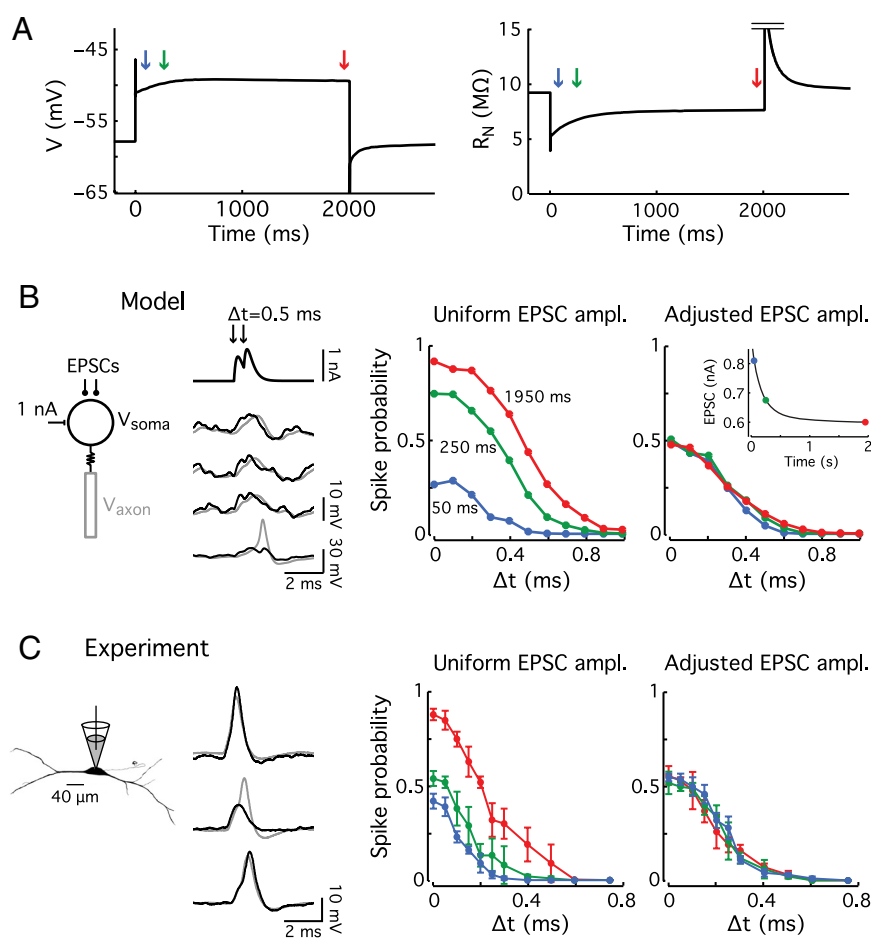 A
V (mV)
−45
−55
−65
0
1000
2000
Time (ms)
R_N (MΩ)
15
10
5
0
0
1000
2000
Time (ms)
B
Model
EPSCs
1 nA
V_soma
V_axon
Δt=0.5 ms
1 nA
10 mV
30 mV
2 ms
Uniform EPSC ampl.
Spike probability
1
0.5
0
1950 ms
250 ms
50 ms
0
0.4
0.8
Δt (ms)
Adjusted EPSC ampl.
1
0.5
0
EPSC (nA)
0.8
0.7
0.6
0
1
2
Time (s)
0
0.4
0.8
Δt (ms)
C
Experiment
40 μm
10 mV
2 ms
Uniform EPSC ampl.
Spike probability
1
0.5
0
0
0.4
0.8
Δt (ms)
Adjusted EPSC ampl.
1
0.5
0
0
0.4
0.8
Δt (ms)